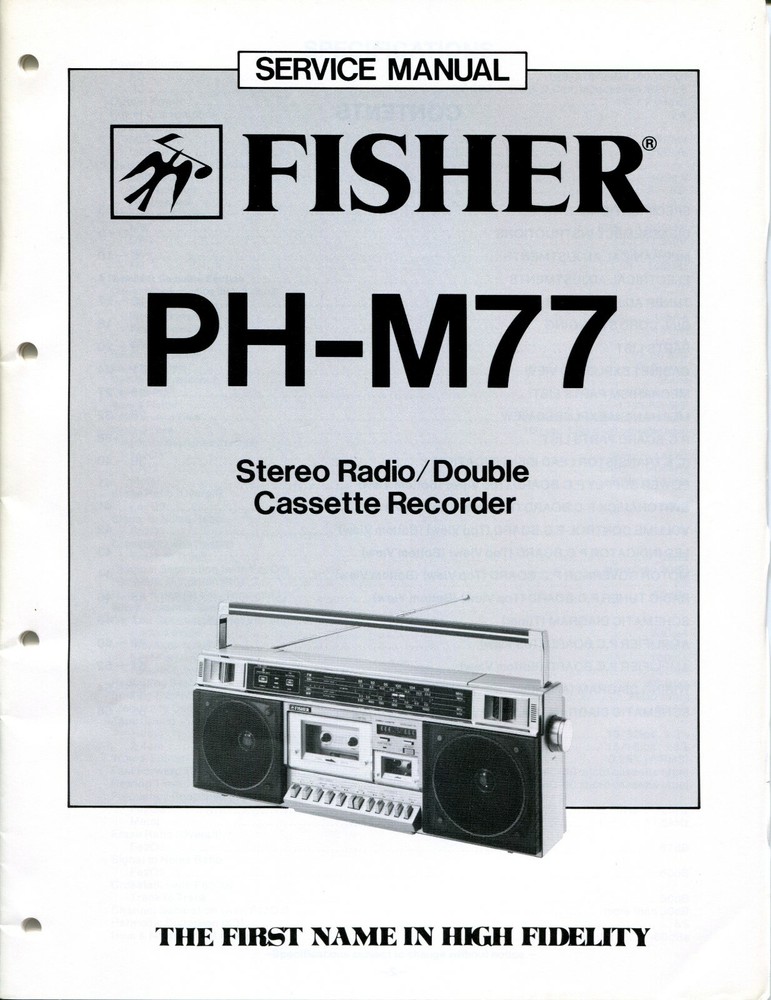 SERVICE MANUAL
FISHER®
PH-M77
Stereo Radio/Double
Cassette Recorder
FISHER
THE FIRST NAME IN HIGH FIDELITY